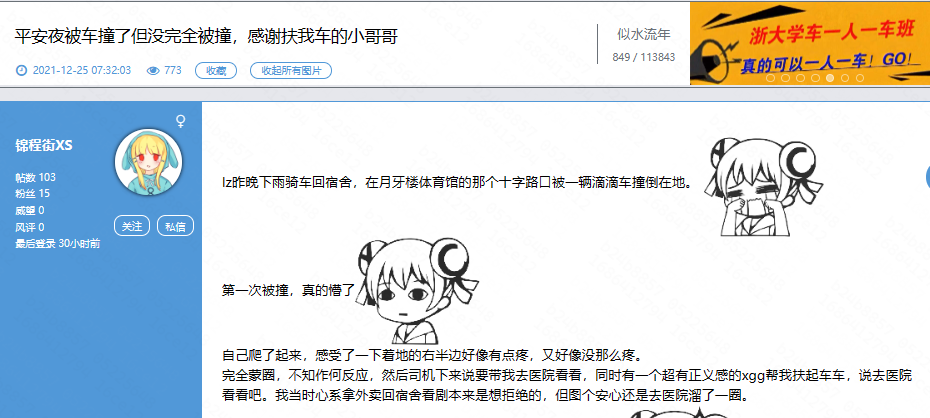 平安夜被车撞了但没完全被撞，感谢扶我车的小哥哥
2021-12-25 07:32:03 773 收藏 收起所有图片
似水流年
849 / 113843
浙大学车一人一车班
真的可以一人一车！GO！
锦程街XS
帖数 103
粉丝 15
威望 0
风评 0
最后登录 30小时前
关注 私信
lz昨晚下雨骑车回宿舍，在月牙楼体育馆的那个十字路口被一辆滴滴车撞倒在地。
第一次被撞，真的懵了
自己爬了起来，感受了一下着地的右半边好像有点疼，又好像没那么疼。
完全蒙圈，不知作何反应，然后司机下来说要带我去医院看看，同时有一个超有正义感的xgg帮我扶起车车，说去医院
看看吧。我当时心系拿外卖回宿舍看剧本来是想拒绝的，但图个安心还是去医院溜了一圈。